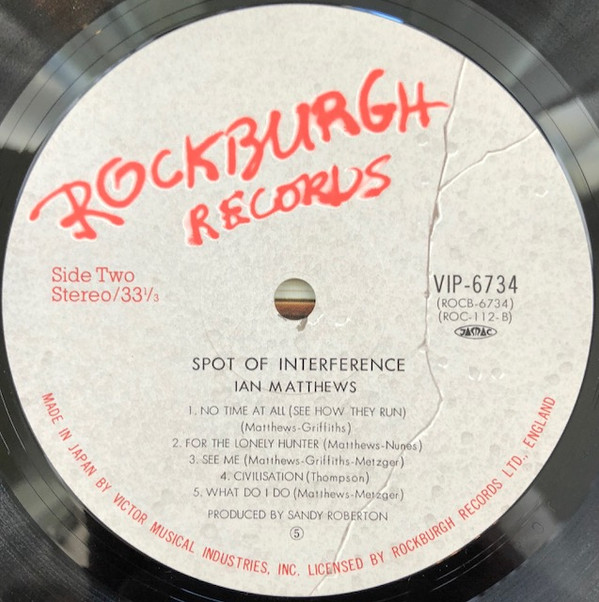 ROCKBURGH
RECORDS
Side Two
Stereo/33⅓
VIP-6734
(ROCB-6734)
(ROC-112-B)
JASRAC
SPOT OF INTERFERENCE
IAN MATTHEWS
1. NO TIME AT ALL (SEE HOW THEY RUN)
(Matthews-Griffiths)
2. FOR THE LONELY HUNTER (Matthews-Nunes)
3. SEE ME (Matthews-Griffiths-Metzger)
4. CIVILISATION (Thompson)
5. WHAT DO I DO (Matthews-Metzger)
PRODUCED BY SANDY ROBERTON
⑤
MADE IN JAPAN BY VICTOR MUSICAL INDUSTRIES, INC. LICENSED BY ROCKBURGH RECORDS LTD., ENGLAND